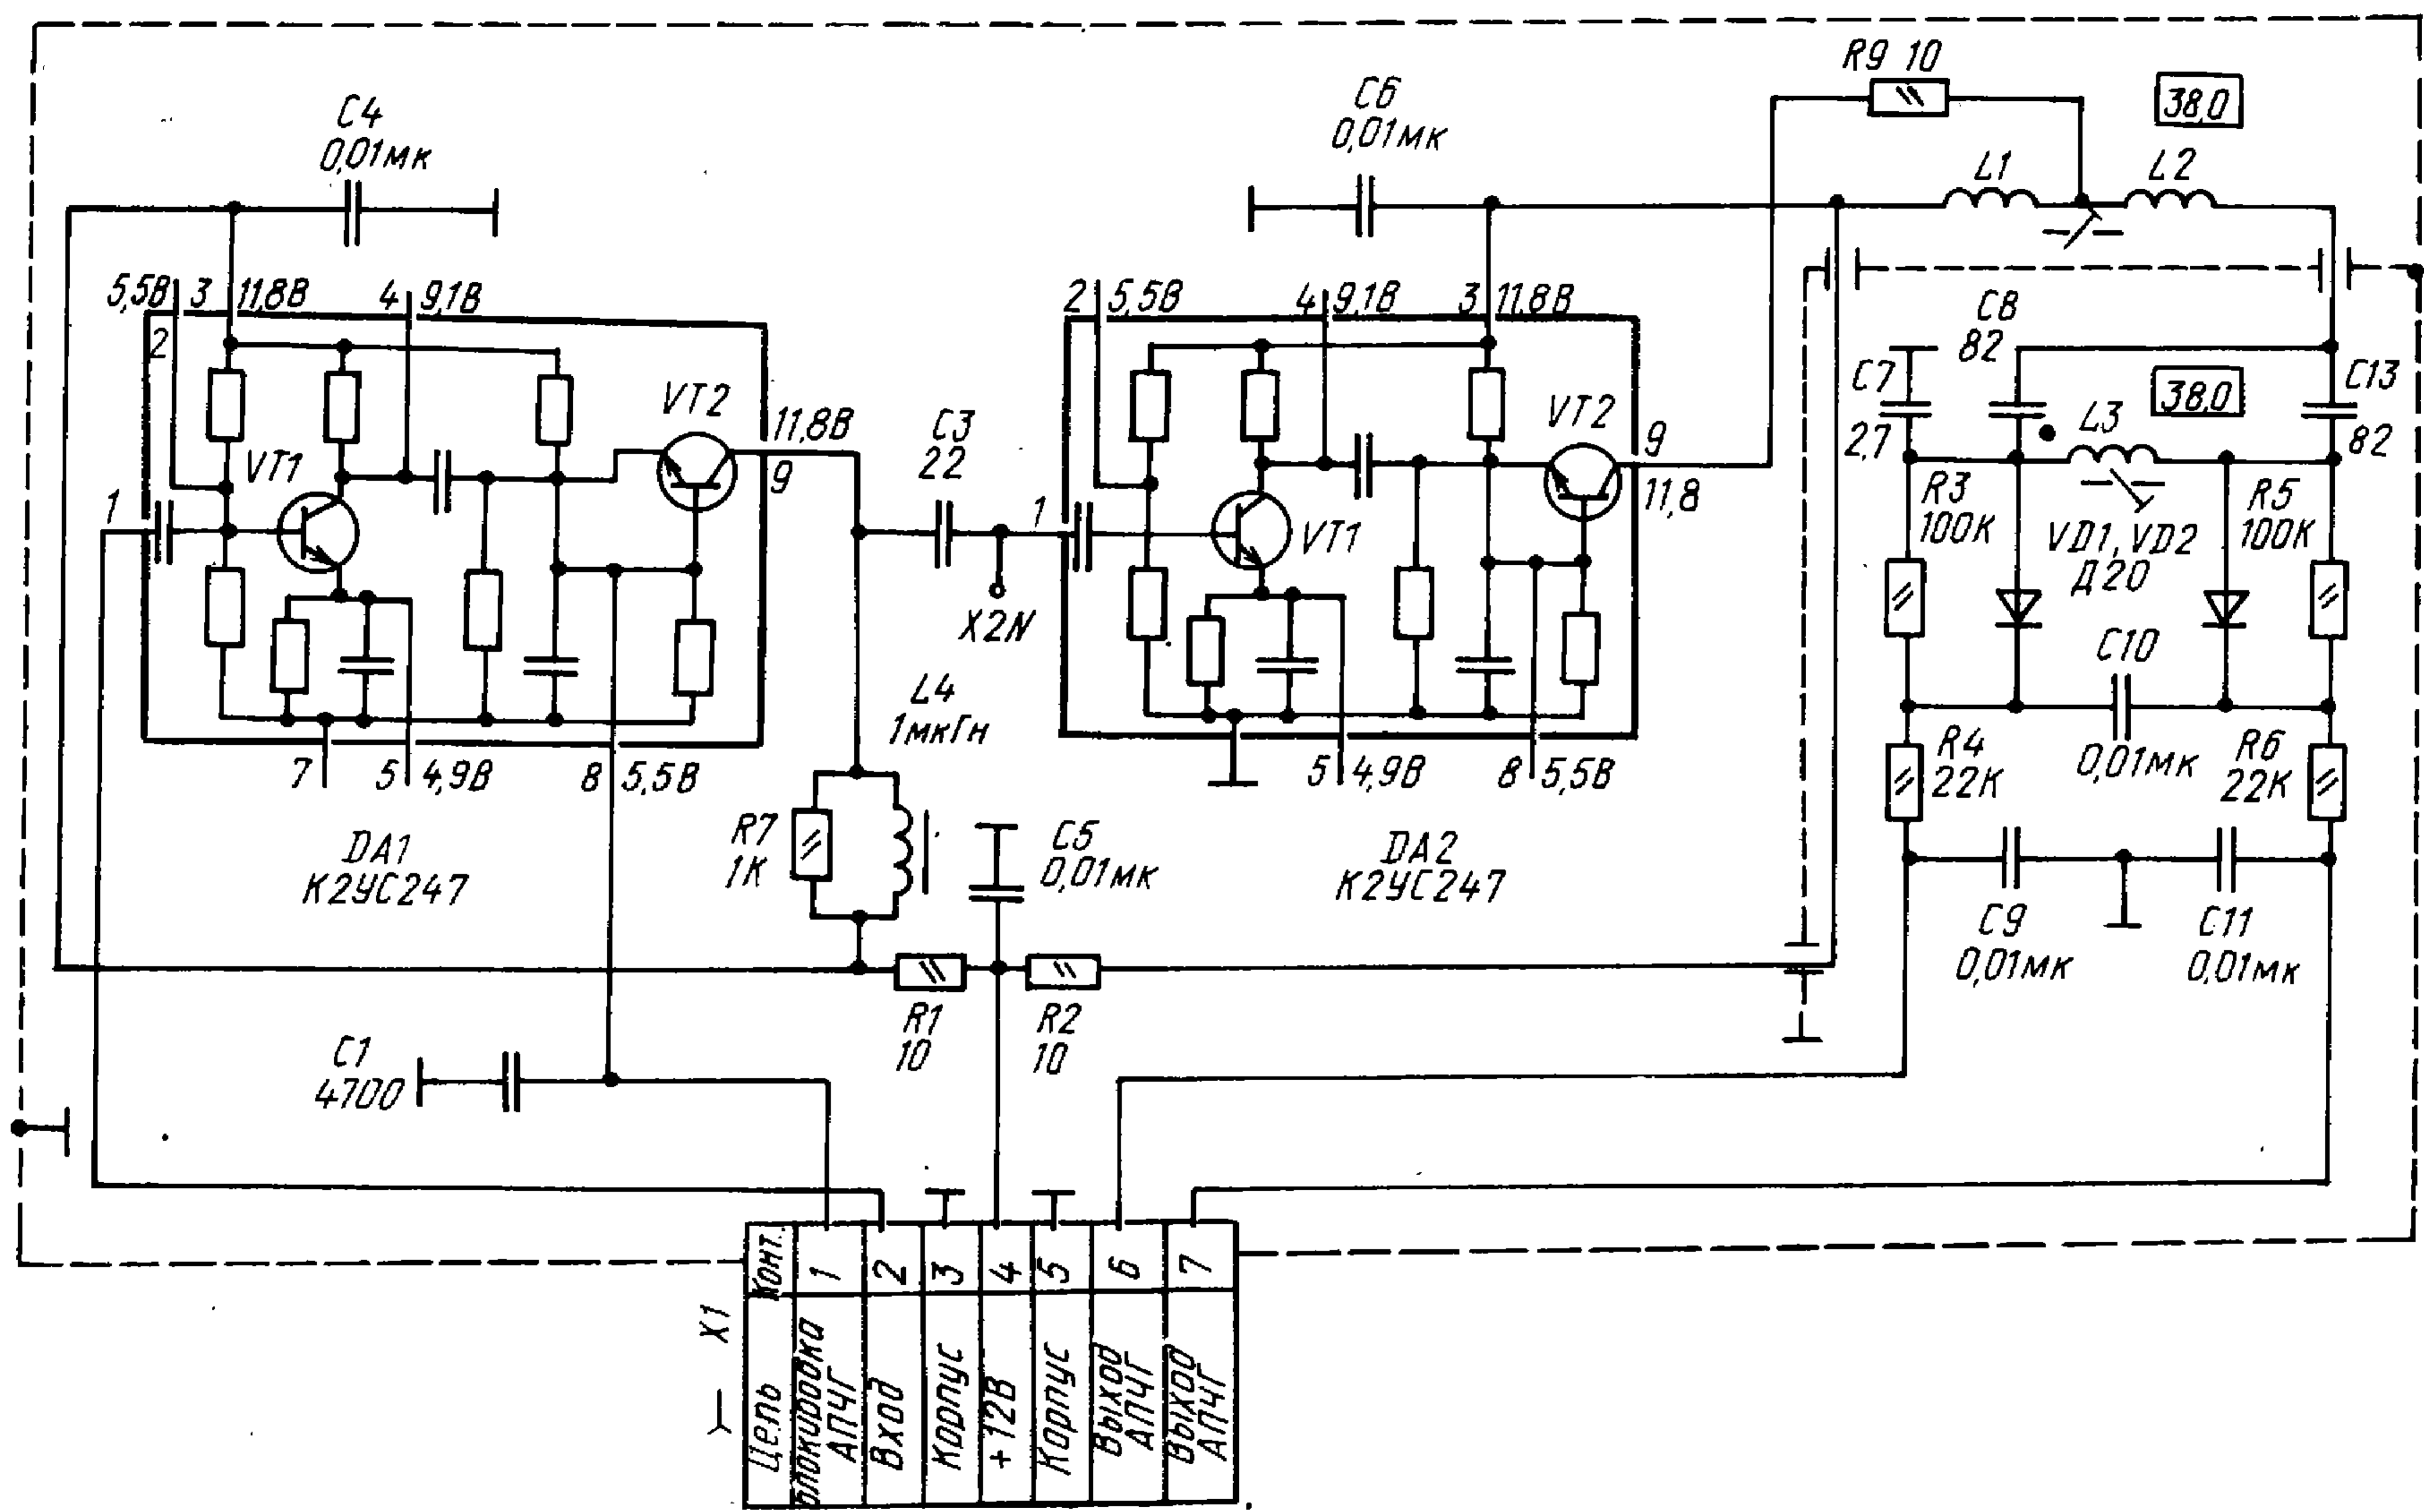 R9 10
38,0
C4
0,01мк
C6
0,01мк
L1
L2
5,5В
3
11,8В
4
9,1В
2
2
5,5В
4
9,1В
3
11,8В
C8
82
C7
2,7
L3
38,0
C13
82
VT1
VT2
11,8В
9
C3
22
1
1
VT1
VT2
9
11,8
X2N
R3
100К
VD1, VD2
Д20
R5
100К
C10
0,01мк
L4
1мкГн
7
5
4,9В
8
5,5В
5
4,9В
8
5,5В
R4
22К
R6
22К
DA1
К2УС247
R7
1К
C5
0,01мк
DA2
К2УС247
C9
0,01мк
C11
0,01мк
R1
10
R2
10
C1
4700
X1
Конт.
1
2
3
4
5
6
7
Цепь
Блокировка АПЧГ
Вход
Корпус
+12В
Корпус
Выход АПЧГ
Выход АПЧГ